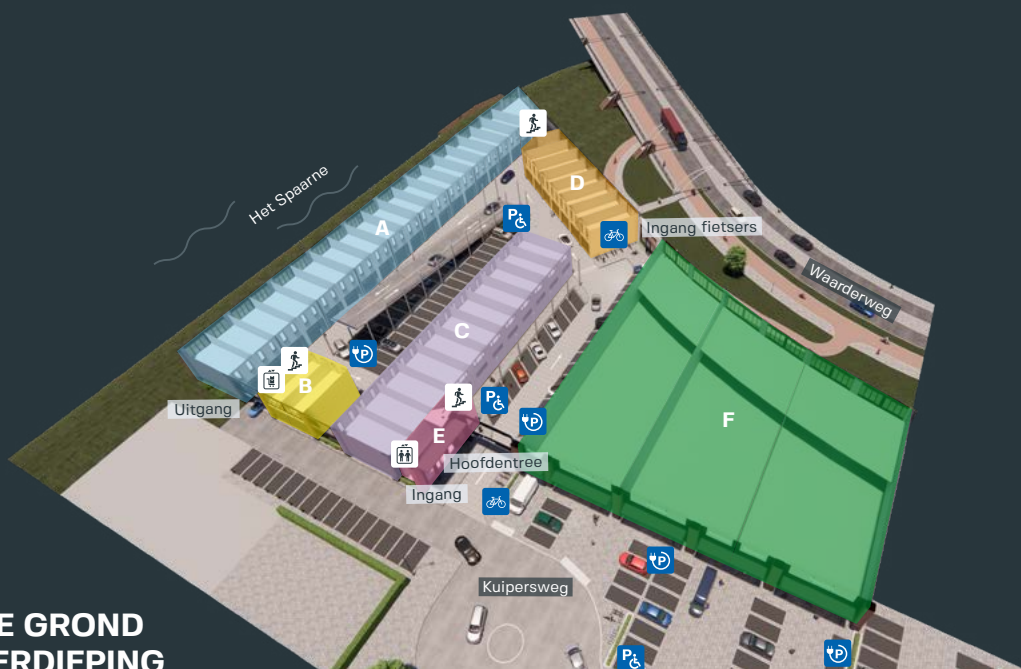 Het Spaarne
A
D
P
Ingang fietsers
Waarderweg
C
P
B
Uitgang
P
P
E
F
Hoofdentree
Ingang
P
Kuipersweg
E GROND
ERDIEPING
P
P